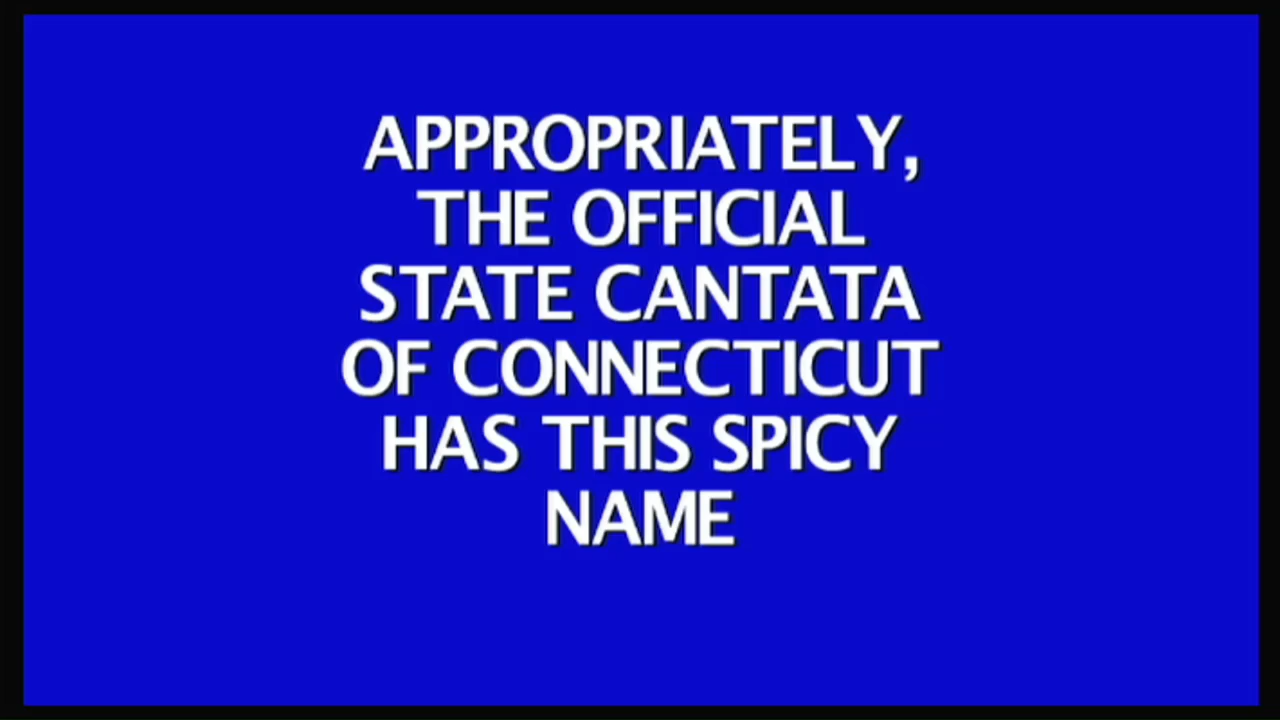 APPROPRIATELY,
THE OFFICIAL
STATE CANTATA
OF CONNECTICUT
HAS THIS SPICY
NAME